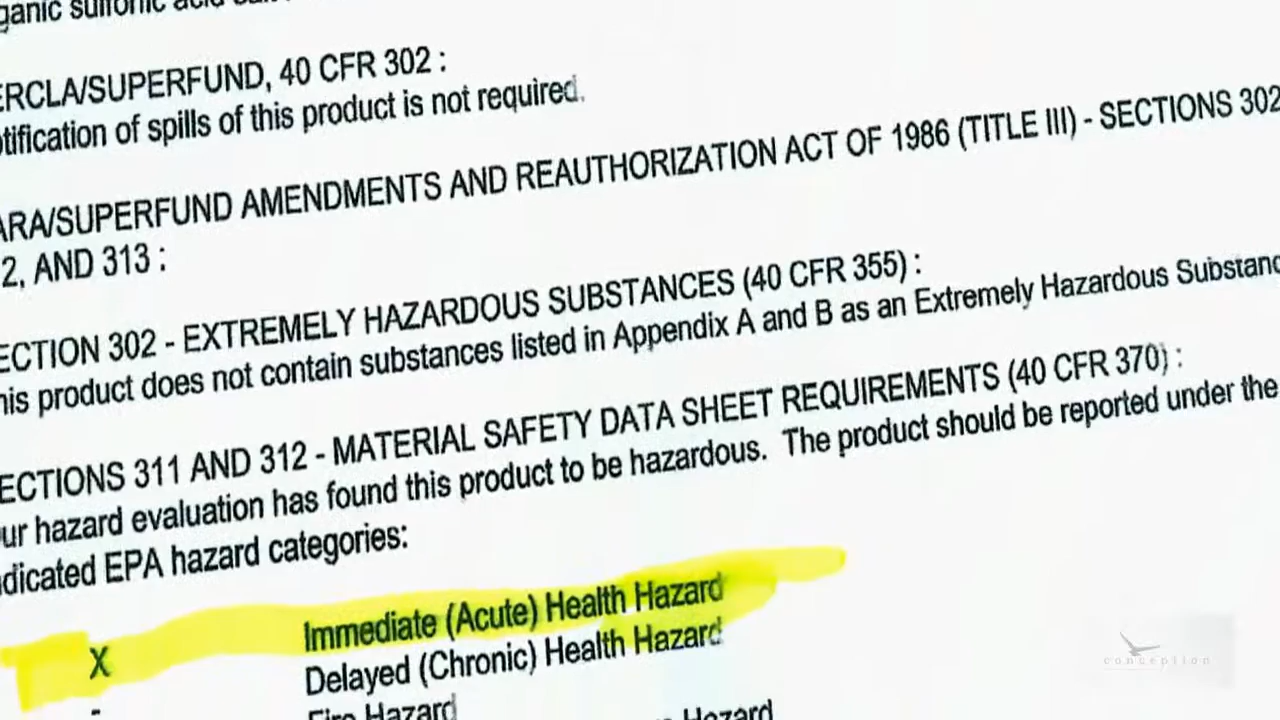 ganic sulfonic acid
ERCLA/SUPERFUND, 40 CFR 302 :
otification of spills of this product is not required.
ARA/SUPERFUND AMENDMENTS AND REAUTHORIZATION ACT OF 1986 (TITLE III) - SECTIONS 302
2, AND 313 :
ECTION 302 - EXTREMELY HAZARDOUS SUBSTANCES (40 CFR 355) :
his product does not contain substances listed in Appendix A and B as an Extremely Hazardous Substanc
ECTIONS 311 AND 312 - MATERIAL SAFETY DATA SHEET REQUIREMENTS (40 CFR 370) :
ur hazard evaluation has found this product to be hazardous. The product should be reported under the
dicated EPA hazard categories:
X Immediate (Acute) Health Hazard
- Delayed (Chronic) Health Hazard
Fire Hazard
Hazard
conception